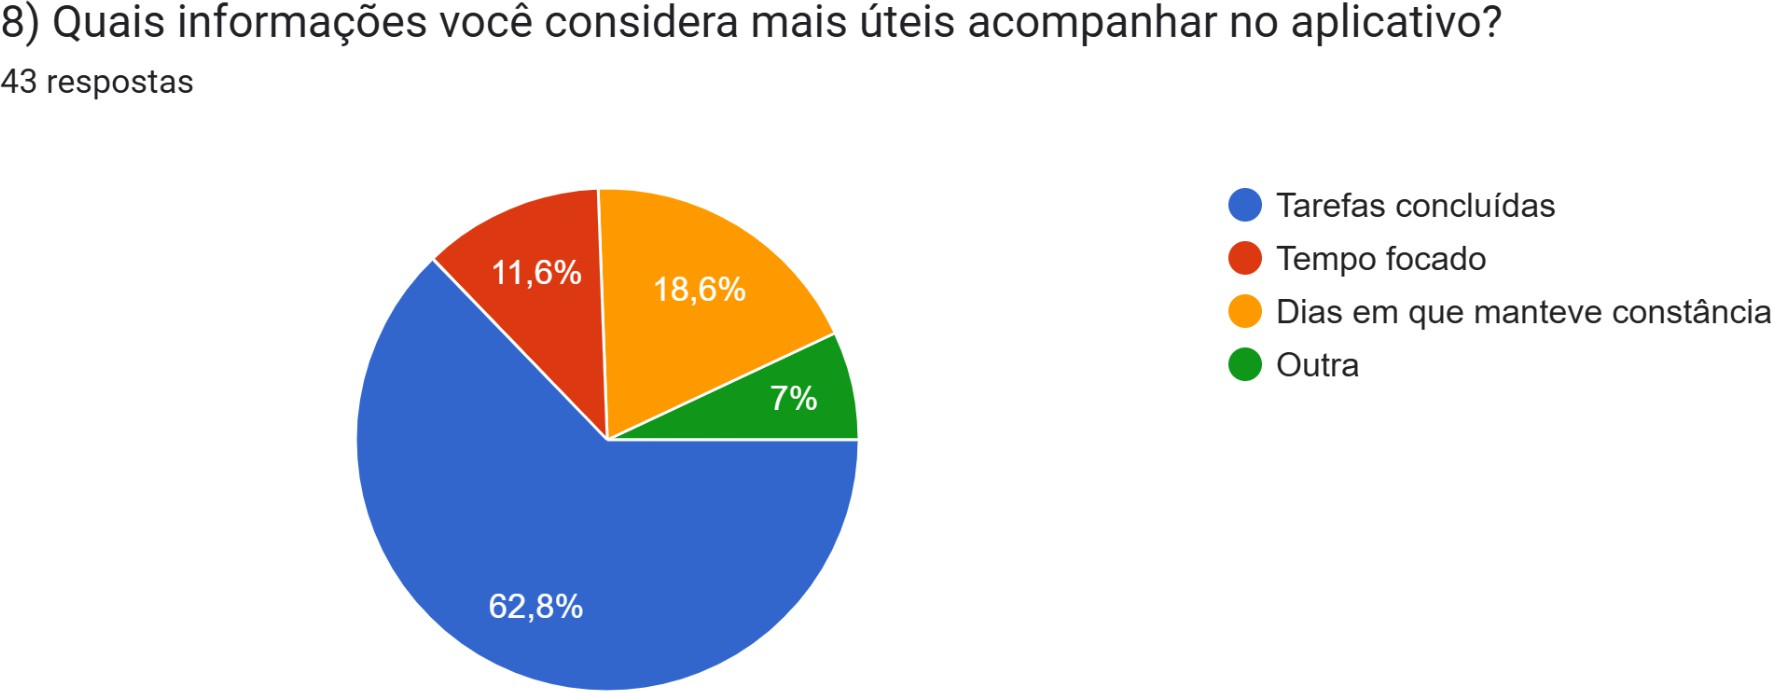 8) Quais informações você considera mais úteis acompanhar no aplicativo?
43 respostas
Tarefas concluídas
Tempo focado
Dias em que manteve constância
Outra
11,6%
18,6%
7%
62,8%